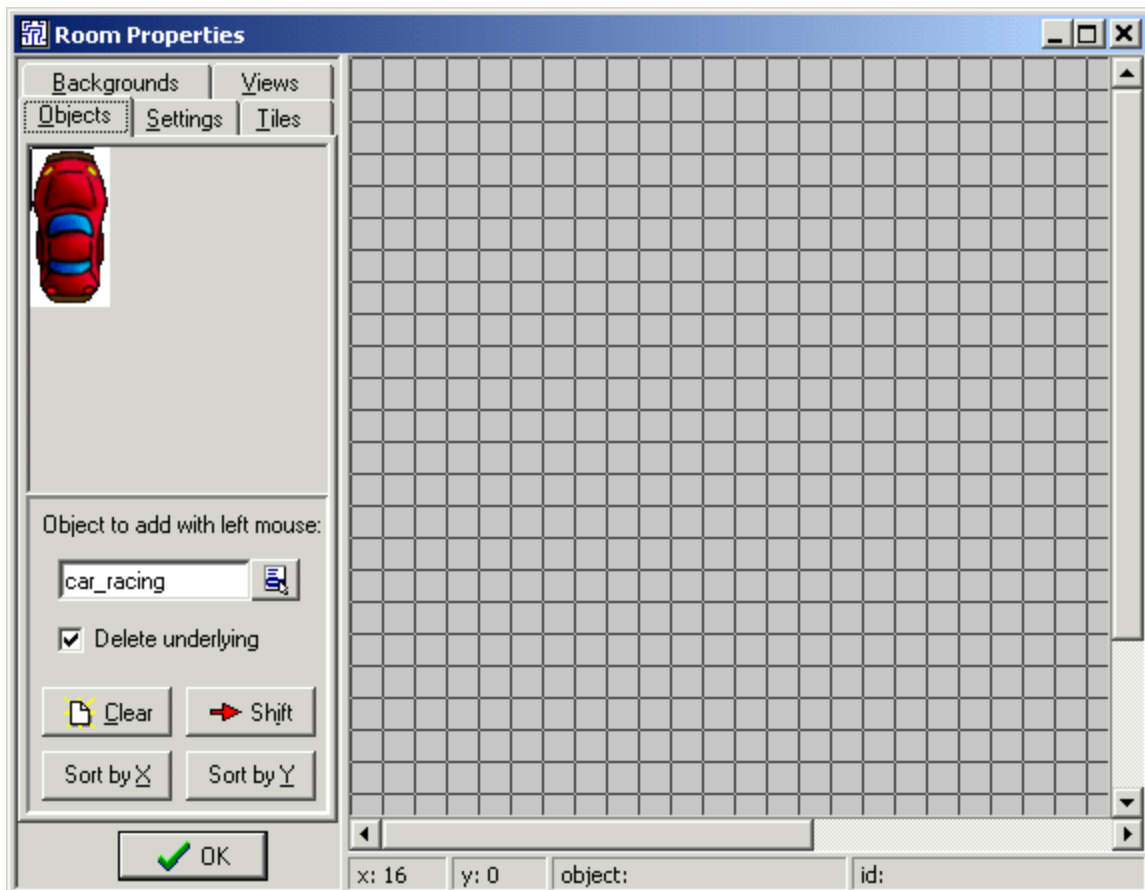 Room Properties
Backgrounds
Views
Objects
Settings
Tiles
Object to add with left mouse:
car_racing
Delete underlying
Clear
Shift
Sort by X
Sort by Y
OK
x: 16
y: 0
object:
id: